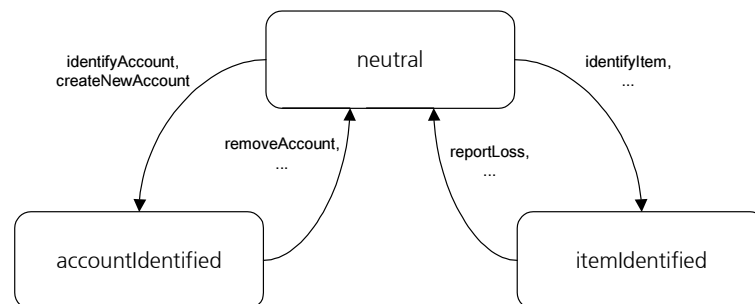 neutral
identifyAccount,
createNewAccount
identifyItem,
...
removeAccount,
...
reportLoss,
...
accountIdentified
itemIdentified